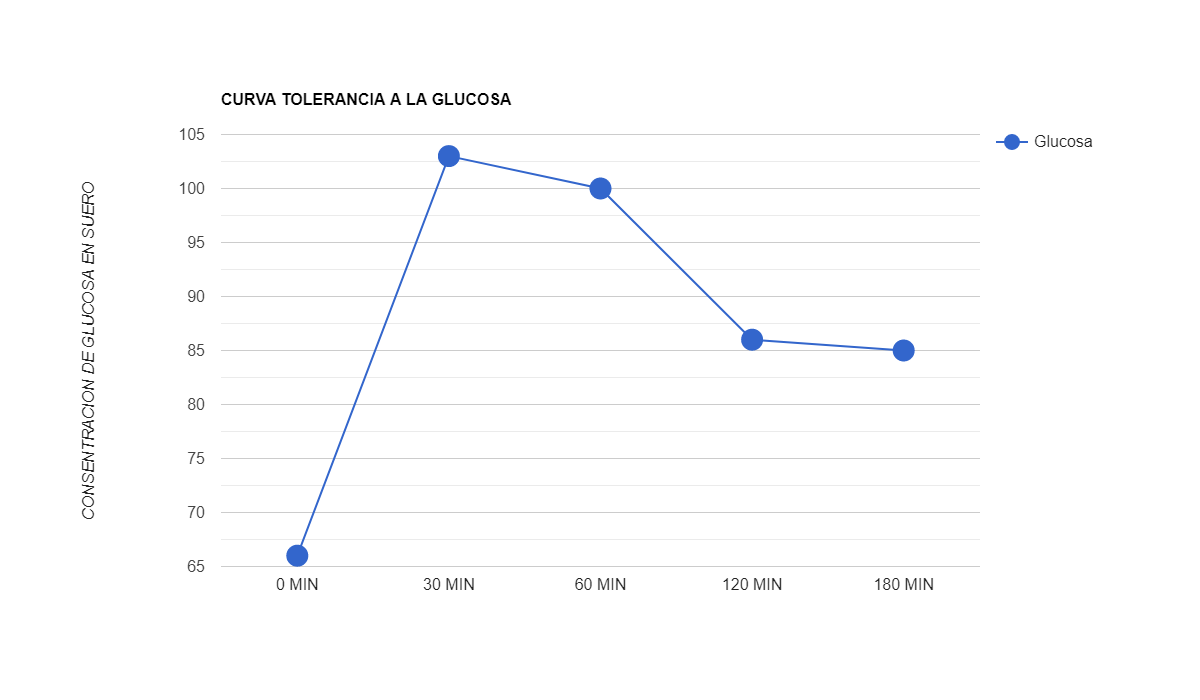 CURVA TOLERANCIA A LA GLUCOSA
Glucosa
CONSENTRACION DE GLUCOSA EN SUERO
105
100
95
90
85
80
75
70
65
0 MIN
30 MIN
60 MIN
120 MIN
180 MIN